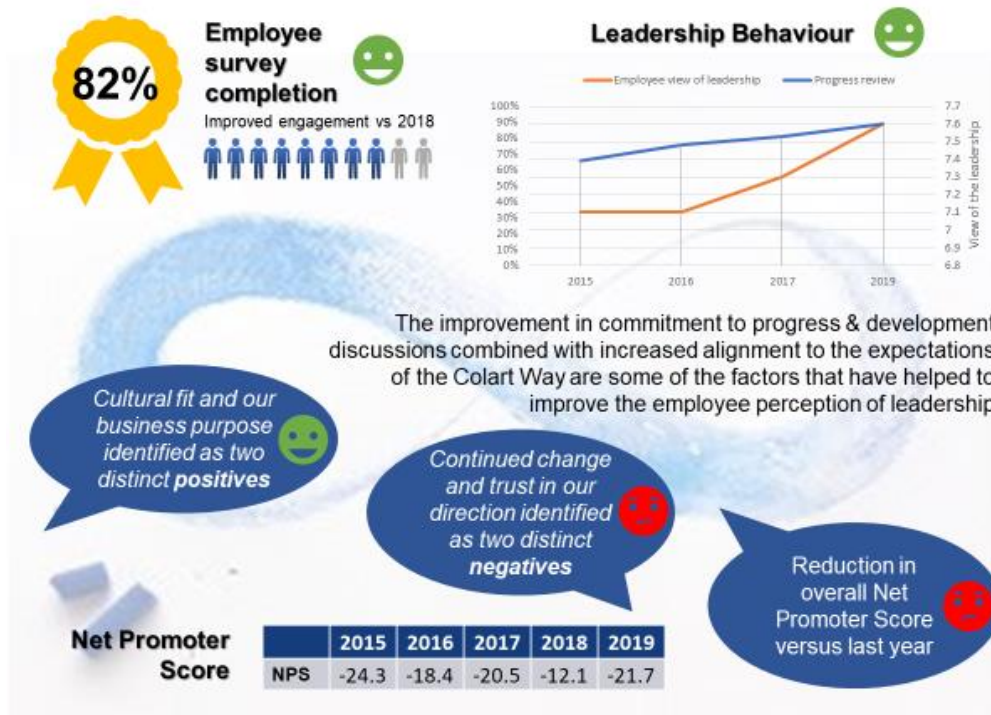 82%
Employee
survey
completion
Improved engagement vs 2018
Leadership Behaviour
Employee view of leadership
Progress review
100%
90%
80%
70%
60%
50%
40%
30%
20%
10%
0%
7.7
7.6
7.5
7.4
7.3
7.2
7.1
7
6.9
6.8
View of the leadership
2015 2016 2017 2019
The improvement in commitment to progress & development
discussions combined with increased alignment to the expectations
of the Colart Way are some of the factors that have helped to
improve the employee perception of leadership
Cultural fit and our
business purpose
identified as two
distinct positives
Continued change
and trust in our
direction identified
as two distinct
negatives
Reduction in
overall Net
Promoter Score
versus last year
Net Promoter
Score
2015 2016 2017 2018 2019
NPS -24.3 -18.4 -20.5 -12.1 -21.7